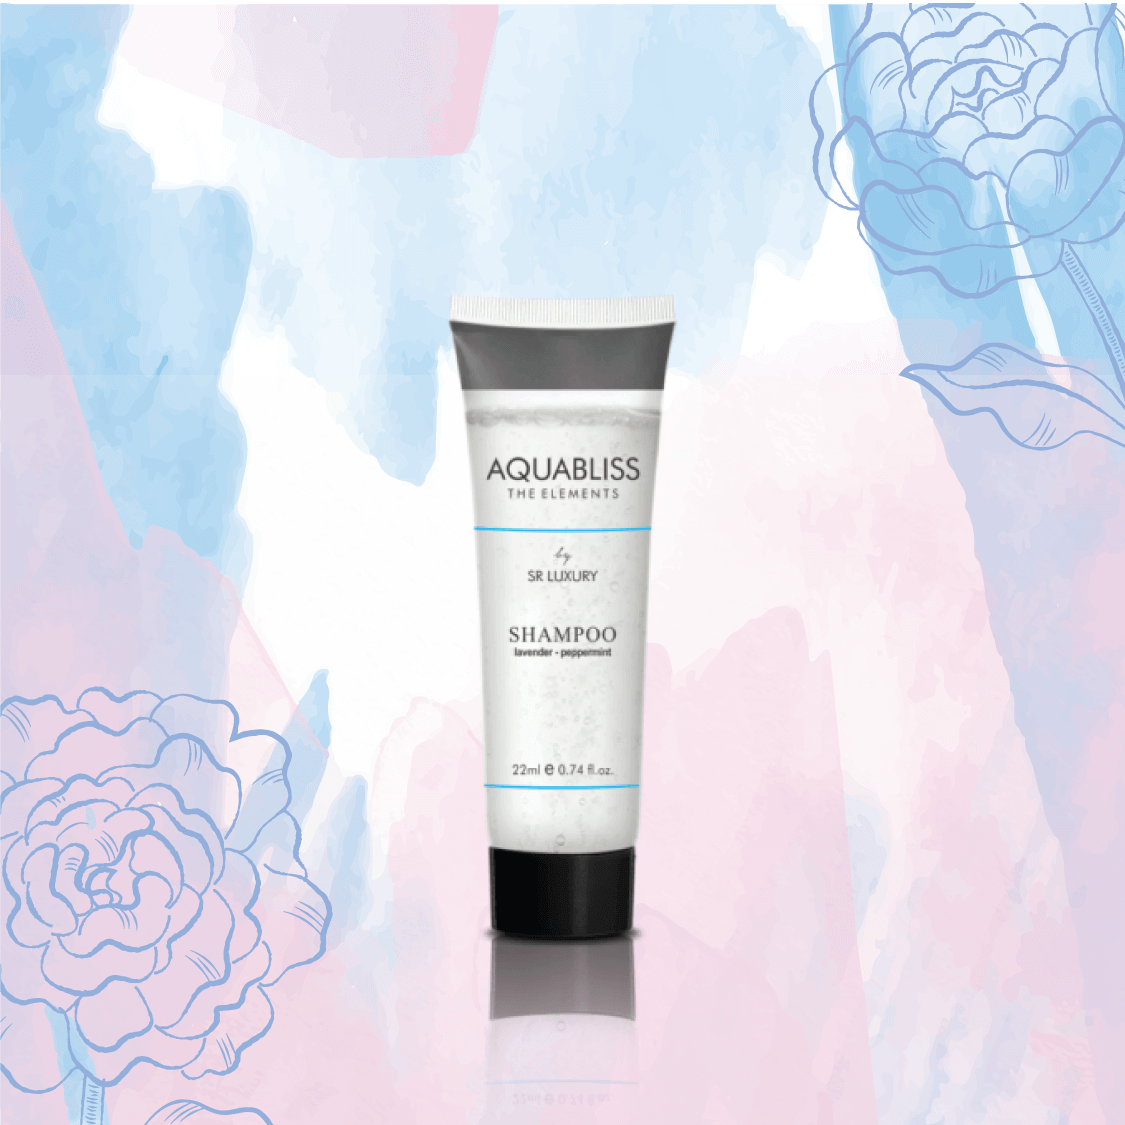 AQUABLISS
THE ELEMENTS
by
SR LUXURY
SHAMPOO
lavender - peppermint
22ml e 0.74 fl.oz.